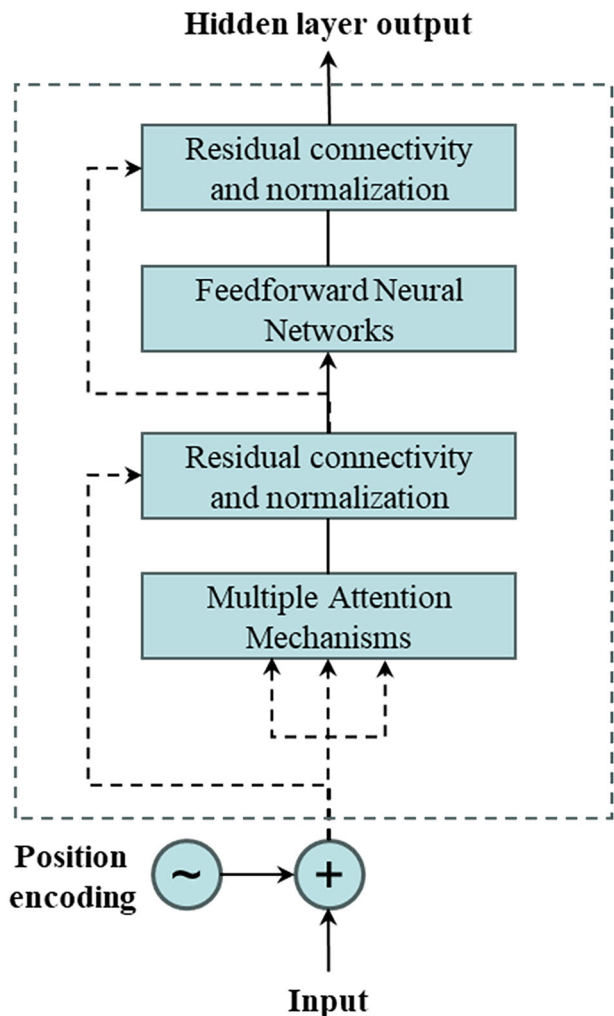 Hidden layer output
Residual connectivity
and normalization
Feedforward Neural
Networks
Residual connectivity
and normalization
Multiple Attention
Mechanisms
Position
encoding
~
+
Input